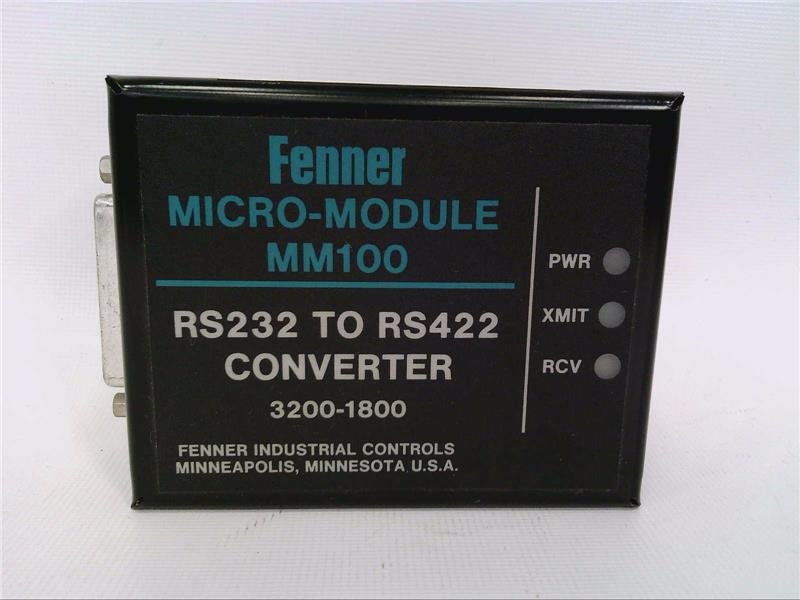 Fenner
MICRO-MODULE
MM100
RS232 TO RS422
CONVERTER
3200-1800
FENNER INDUSTRIAL CONTROLS
MINNEAPOLIS, MINNESOTA U.S.A.
PWR
XMIT
RCV